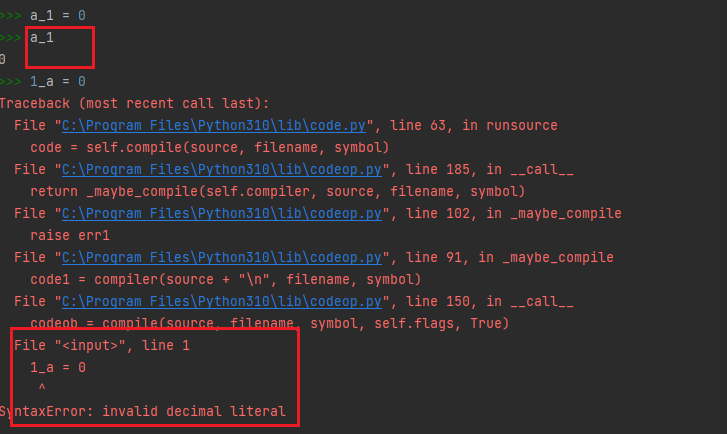 >>> a_1 = 0
>>> a_1
0
>>> 1_a = 0
Traceback (most recent call last):
  File "C:\Program Files\Python310\lib\code.py", line 63, in runsource
    code = self.compile(source, filename, symbol)
  File "C:\Program Files\Python310\lib\codeop.py", line 185, in __call__
    return _maybe_compile(self.compiler, source, filename, symbol)
  File "C:\Program Files\Python310\lib\codeop.py", line 102, in _maybe_compile
    raise err1
  File "C:\Program Files\Python310\lib\codeop.py", line 91, in _maybe_compile
    code1 = compiler(source + "\n", filename, symbol)
  File "C:\Program Files\Python310\lib\codeop.py", line 150, in __call__
    codeob = compile(source, filename, symbol, self.flags, True)
  File "<input>", line 1
    1_a = 0
     ^
SyntaxError: invalid decimal literal